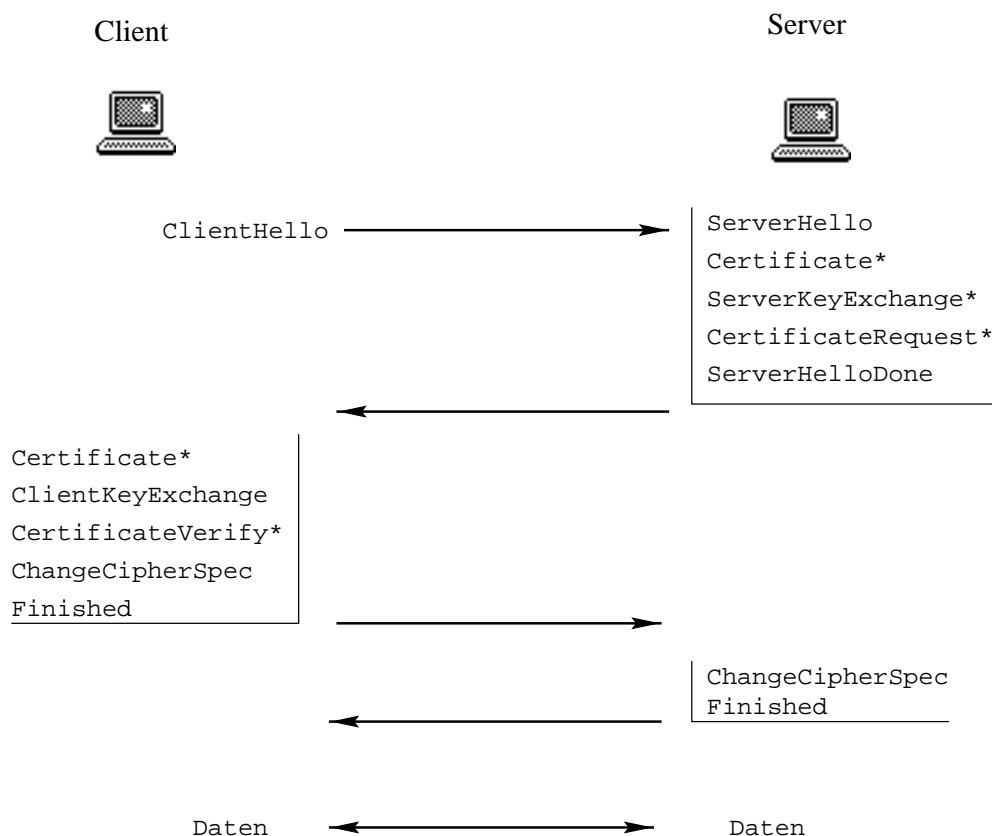 Client
Server
ClientHello
ServerHello
Certificate*
ServerKeyExchange*
CertificateRequest*
ServerHelloDone
Certificate*
ClientKeyExchange
CertificateVerify*
ChangeCipherSpec
Finished
ChangeCipherSpec
Finished
Daten
Daten